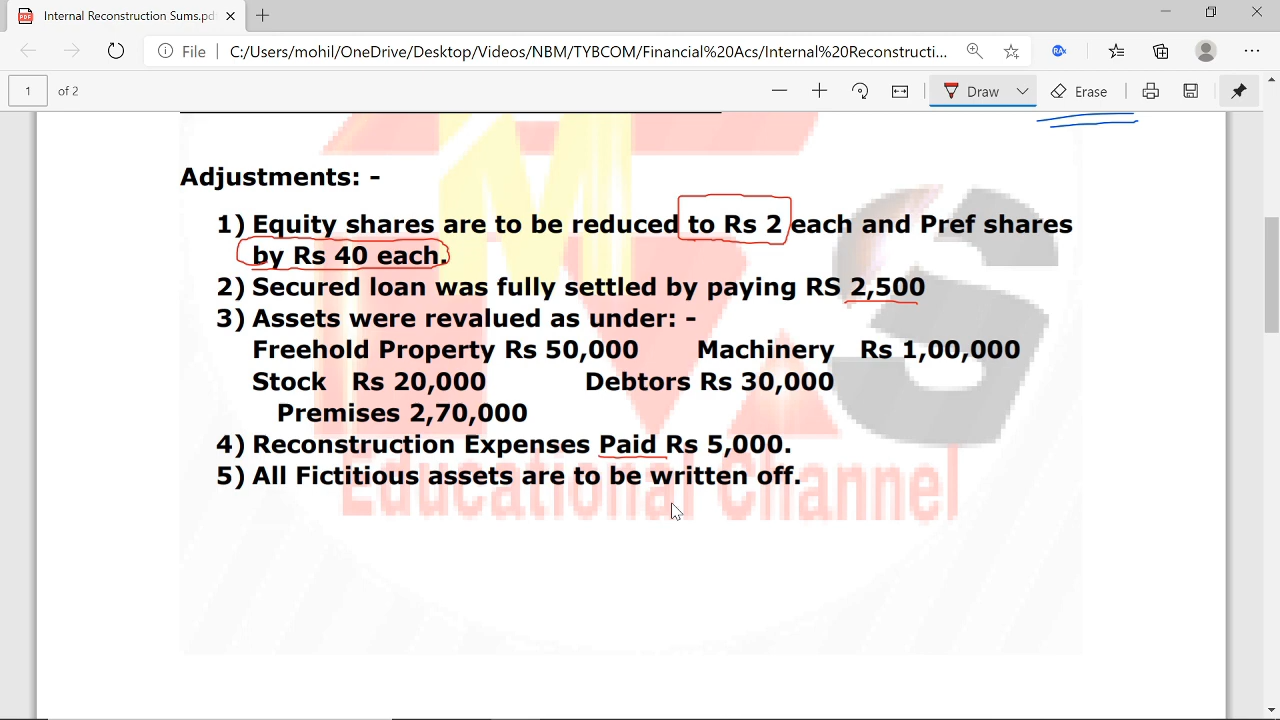 Internal Reconstruction Sums.pd
File
C:/Users/mohil/OneDrive/Desktop/Videos/NBM/TYBCOM/Financial%20Acs/Internal%20Reconstructi...
1 of 2
Draw
Erase
Adjustments: -
1) Equity shares are to be reduced to Rs 2 each and Pref shares
by Rs 40 each.
2) Secured loan was fully settled by paying RS 2,500
3) Assets were revalued as under: -
Freehold Property Rs 50,000 Machinery Rs 1,00,000
Stock Rs 20,000 Debtors Rs 30,000
Premises 2,70,000
4) Reconstruction Expenses Paid Rs 5,000.
5) All Fictitious assets are to be written off.
Educational Channel